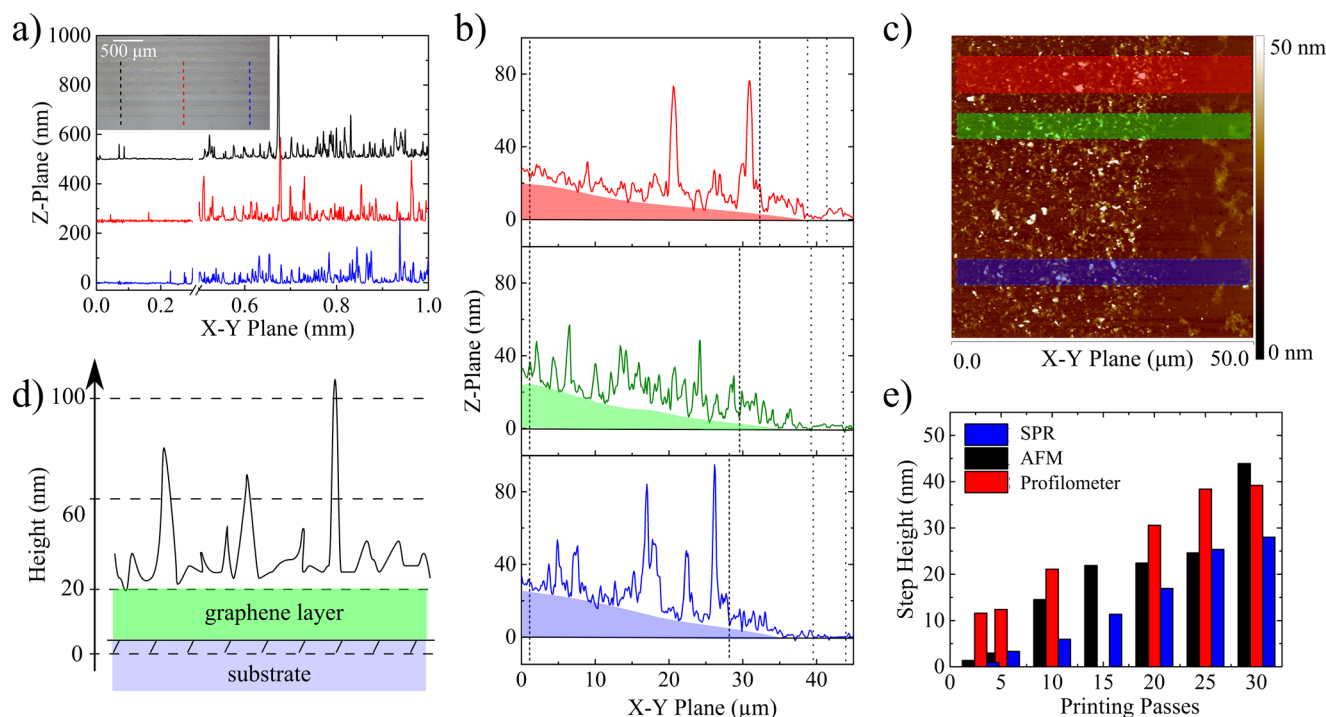 a)
1000
800
600
400
200
0
Z-Plane (nm)
500 µm
0.0 0.2 0.6 0.8 1.0
X-Y Plane (mm)
b)
80
40
0
80
40
0
80
40
0
Z-Plane (nm)
0 10 20 30 40
X-Y Plane (µm)
c)
50 nm
0 nm
0.0 X-Y Plane (µm) 50.0
d)
100
60
20
0
Height (nm)
graphene layer
substrate
e)
50
40
30
20
10
0
Step Height (nm)
SPR
AFM
Profilometer
0 5 10 15 20 25 30
Printing Passes